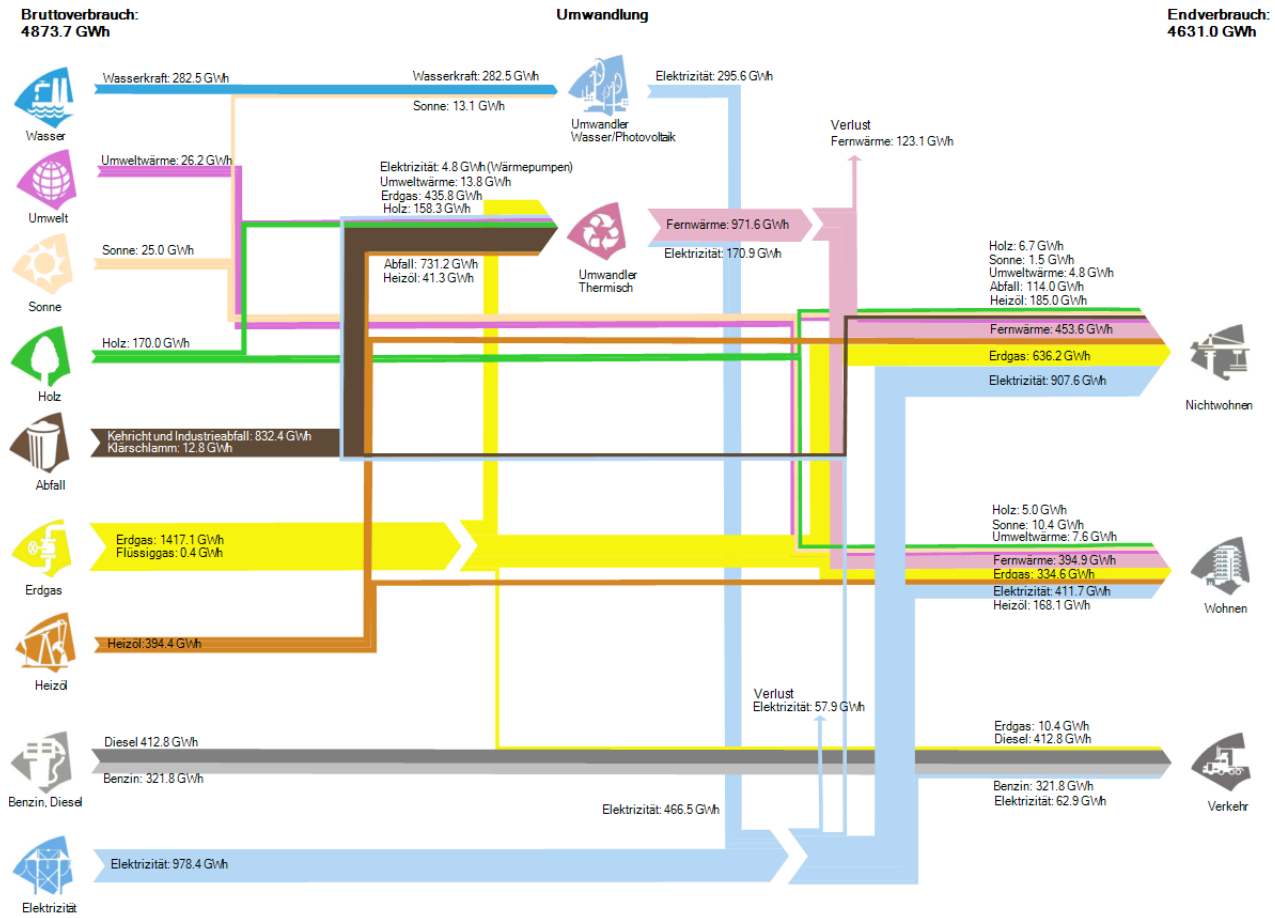 Bruttoverbrauch:
4873.7 GWh
Umwandlung
Endverbrauch:
4631.0 GWh
Wasserkraft: 282.5 GWh
Wasserkraft: 282.5 GWh
Elektrizität: 295.6 GWh
Sonne: 13.1 GWh
Wasser
Umwandler
Wasser/Photovoltaik
Verlust
Fernwärme: 123.1 GWh
Umweltwärme: 26.2 GWh
Elektrizität: 4.8 GWh (Wärmepumpen)
Umweltwärme: 13.8 GWh
Erdgas: 435.8 GWh
Holz: 158.3 GWh
Umwelt
Fernwärme: 971.6 GWh
Elektrizität: 170.9 GWh
Sonne: 25.0 GWh
Abfall: 731.2 GWh
Heizöl: 41.3 GWh
Umwandler
Thermisch
Sonne
Holz: 6.7 GWh
Sonne: 1.5 GWh
Umweltwärme: 4.8 GWh
Abfall: 114.0 GWh
Heizöl: 185.0 GWh
Fernwärme: 453.6 GWh
Erdgas: 636.2 GWh
Elektrizität: 907.6 GWh
Nichtwohnen
Holz: 170.0 GWh
Holz
Kehricht und Industrieabfall: 832.4 GWh
Klärschlamm: 12.8 GWh
Abfall
Erdgas: 1417.1 GWh
Flüssiggas: 0.4 GWh
Erdgas
Holz: 5.0 GWh
Sonne: 10.4 GWh
Umweltwärme: 7.6 GWh
Fernwärme: 394.9 GWh
Erdgas: 334.6 GWh
Elektrizität: 411.7 GWh
Heizöl: 168.1 GWh
Wohnen
Heizöl:394.4 GWh
Heizöl
Verlust
Elektrizität: 57.9 GWh
Diesel 412.8 GWh
Benzin: 321.8 GWh
Benzin, Diesel
Erdgas: 10.4 GWh
Diesel: 412.8 GWh
Benzin: 321.8 GWh
Elektrizität: 62.9 GWh
Verkehr
Elektrizität: 466.5 GWh
Elektrizität: 978.4 GWh
Elektrizität